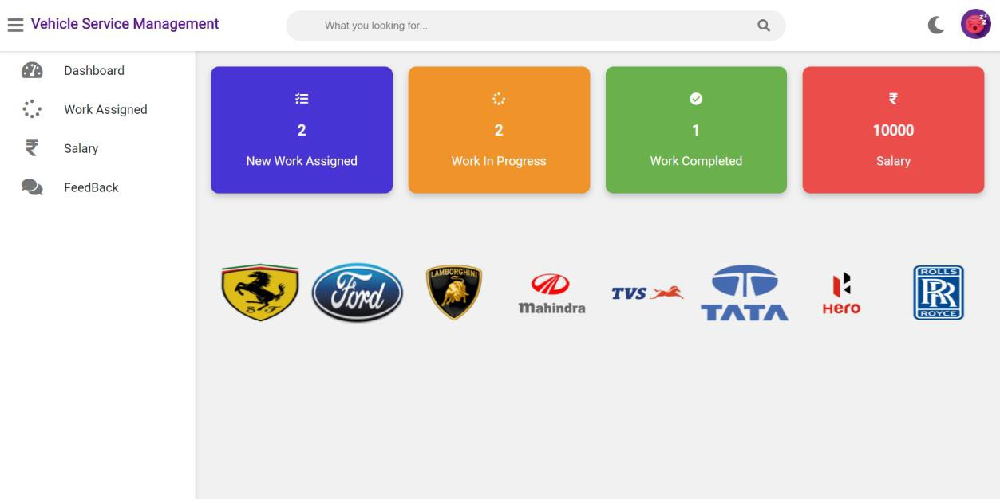 Vehicle Service Management
What you looking for...
Dashboard
Work Assigned
Salary
FeedBack
2
New Work Assigned
2
Work In Progress
1
Work Completed
₹
10000
Salary
S F
Ford
LAMBORGHINI
Mahindra
TVS
TATA
Hero
ROLLS
RR
ROYCE